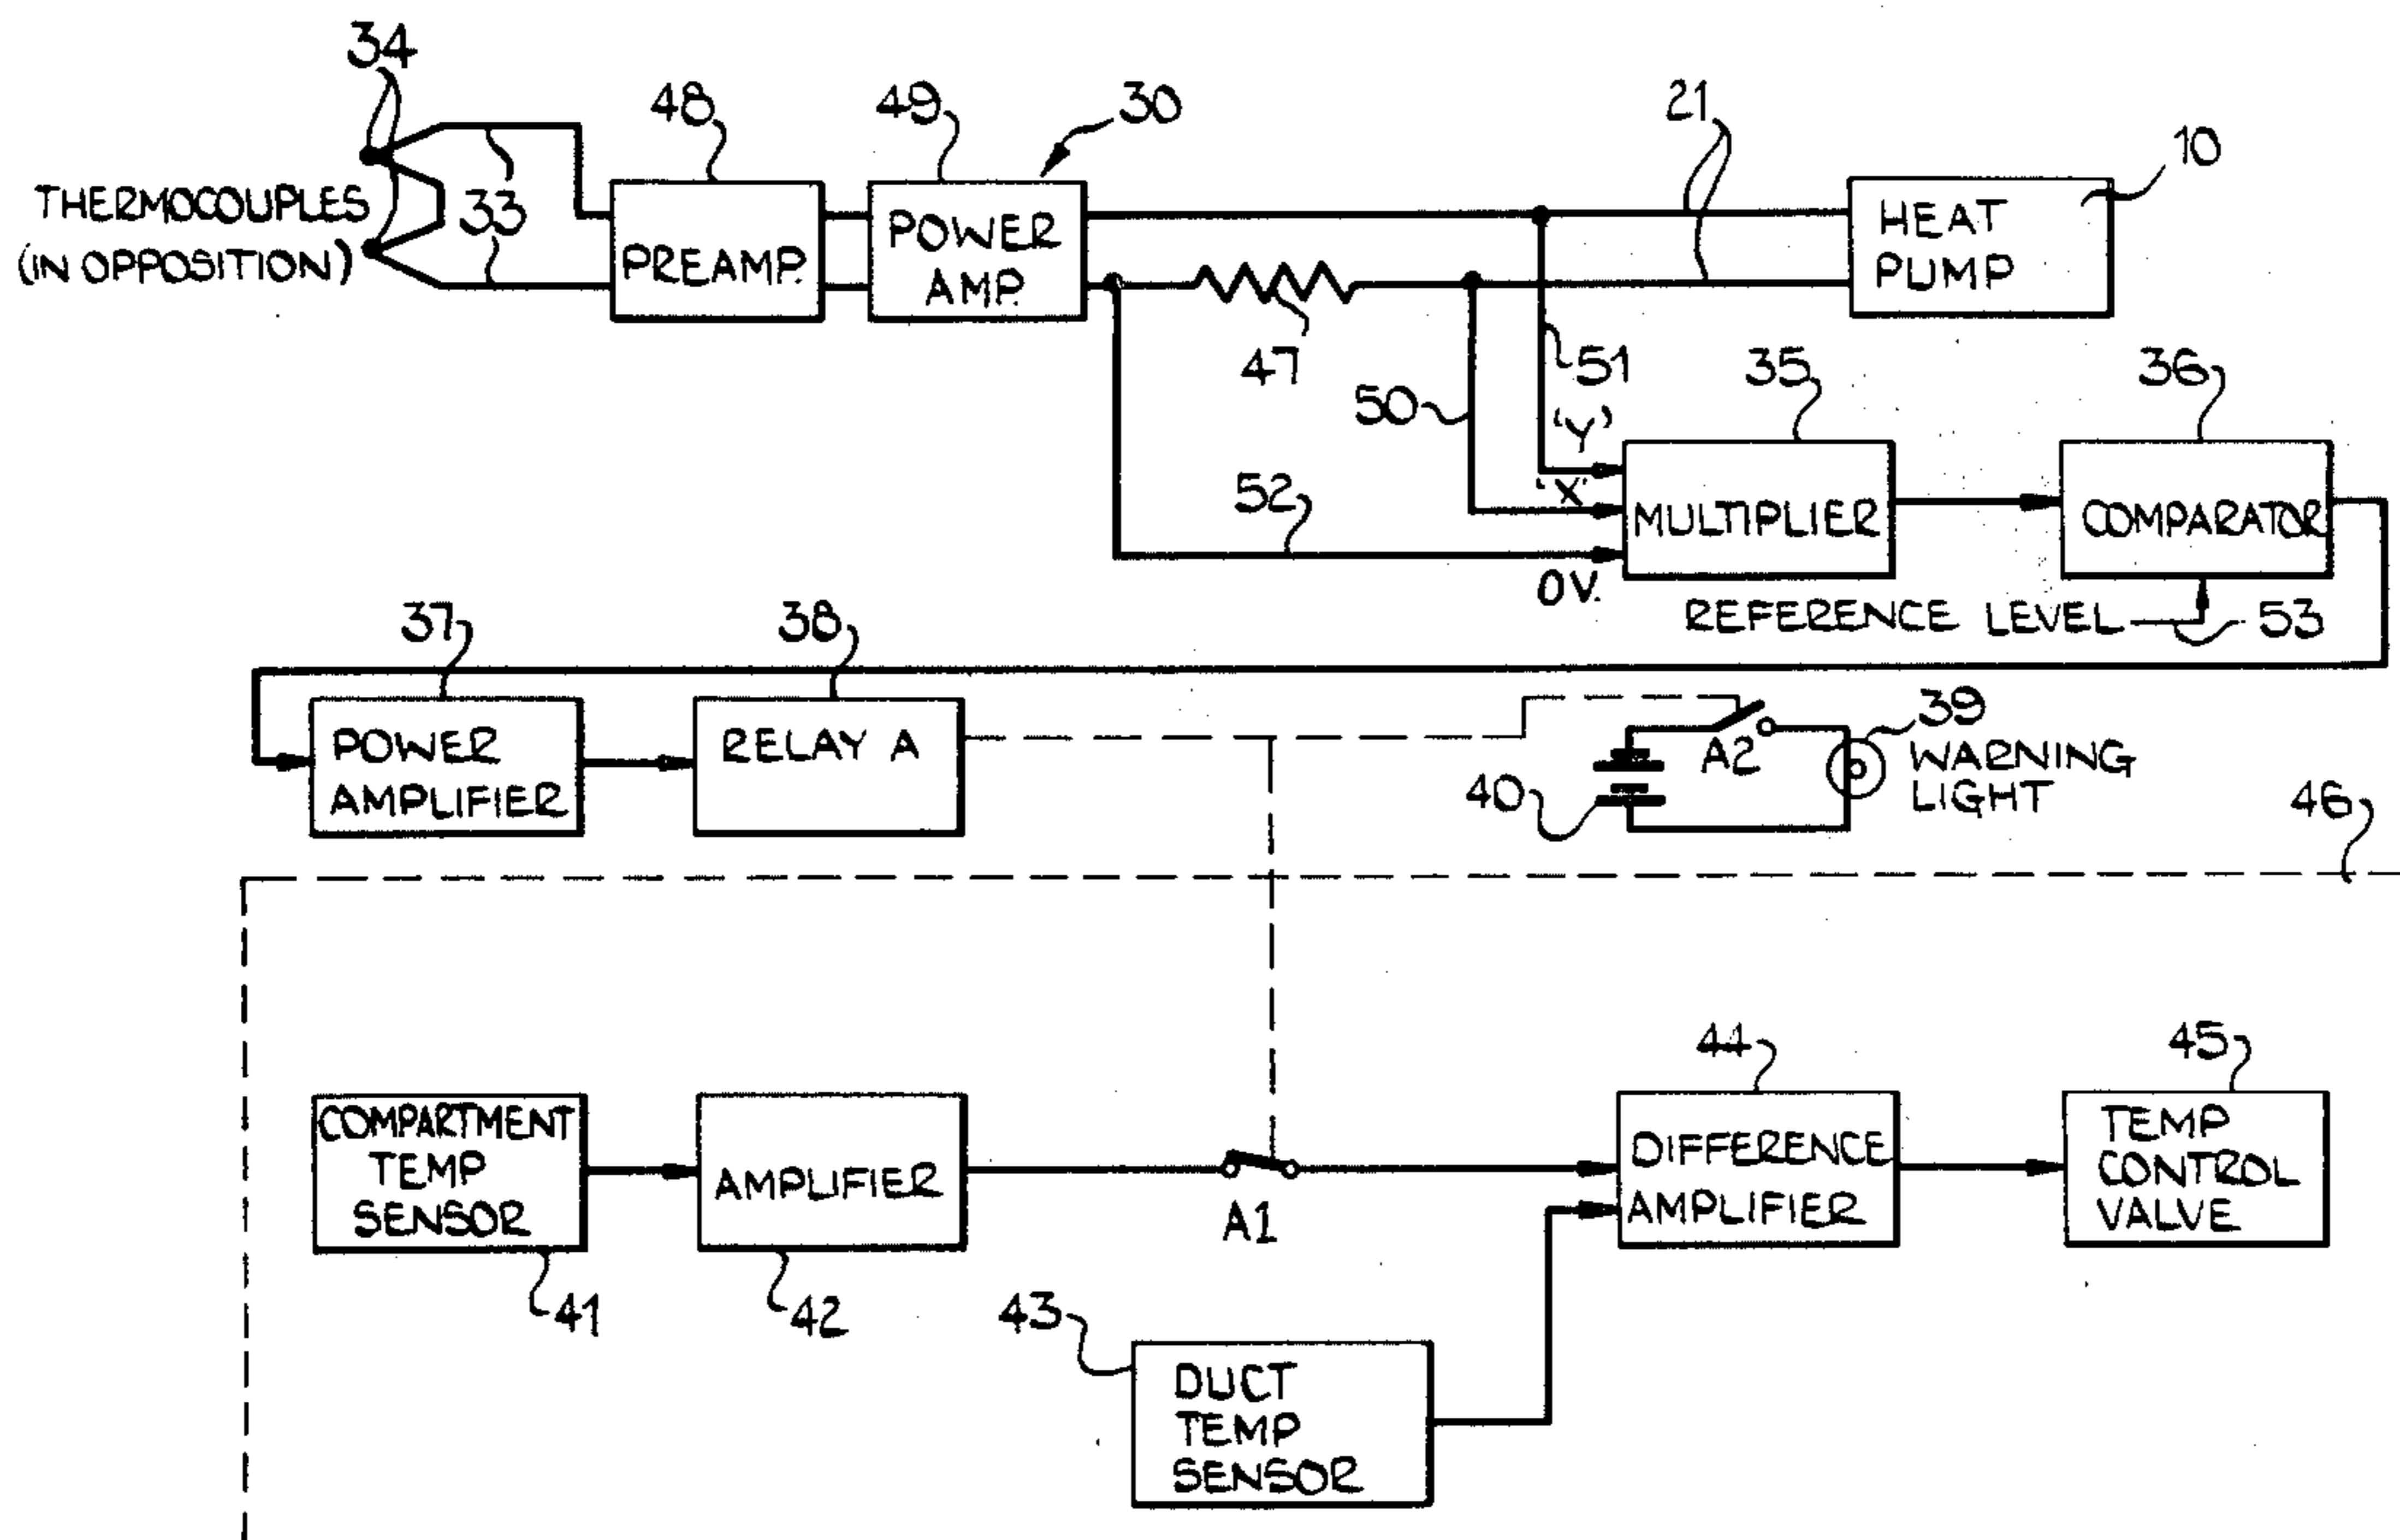 34
48
49
30
21
10
THERMOCOUPLES
(IN OPPOSITION)
33
PREAMP.
POWER
AMP.
HEAT
PUMP
47
50
51
35
36
'Y'
'X'
52
MULTIPLIER
COMPARATOR
0V.
REFERENCE LEVEL
53
37
38
POWER
AMPLIFIER
RELAY A
A2
39
WARNING
LIGHT
40
46
44
45
COMPARTMENT
TEMP
SENSOR
AMPLIFIER
A1
DIFFERENCE
AMPLIFIER
TEMP
CONTROL
VALVE
41
42
43
DUCT
TEMP
SENSOR